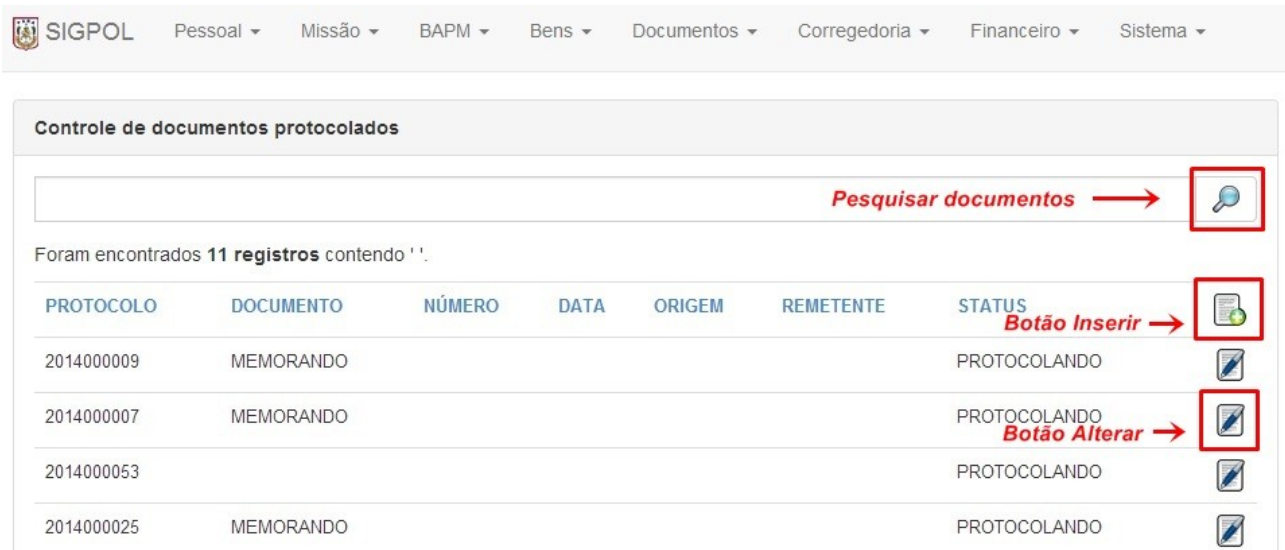 SIGPOL Pessoal Missão BAPM Bens Documentos Corregedoria Financeiro Sistema
Controle de documentos protocolados
Pesquisar documentos
Foram encontrados 11 registros contendo ' '.
PROTOCOLO DOCUMENTO NÚMERO DATA ORIGEM REMETENTE STATUS
Botão Inserir
2014000009 MEMORANDO PROTOCOLANDO
2014000007 MEMORANDO PROTOCOLANDO
Botão Alterar
2014000053 PROTOCOLANDO
2014000025 MEMORANDO PROTOCOLANDO